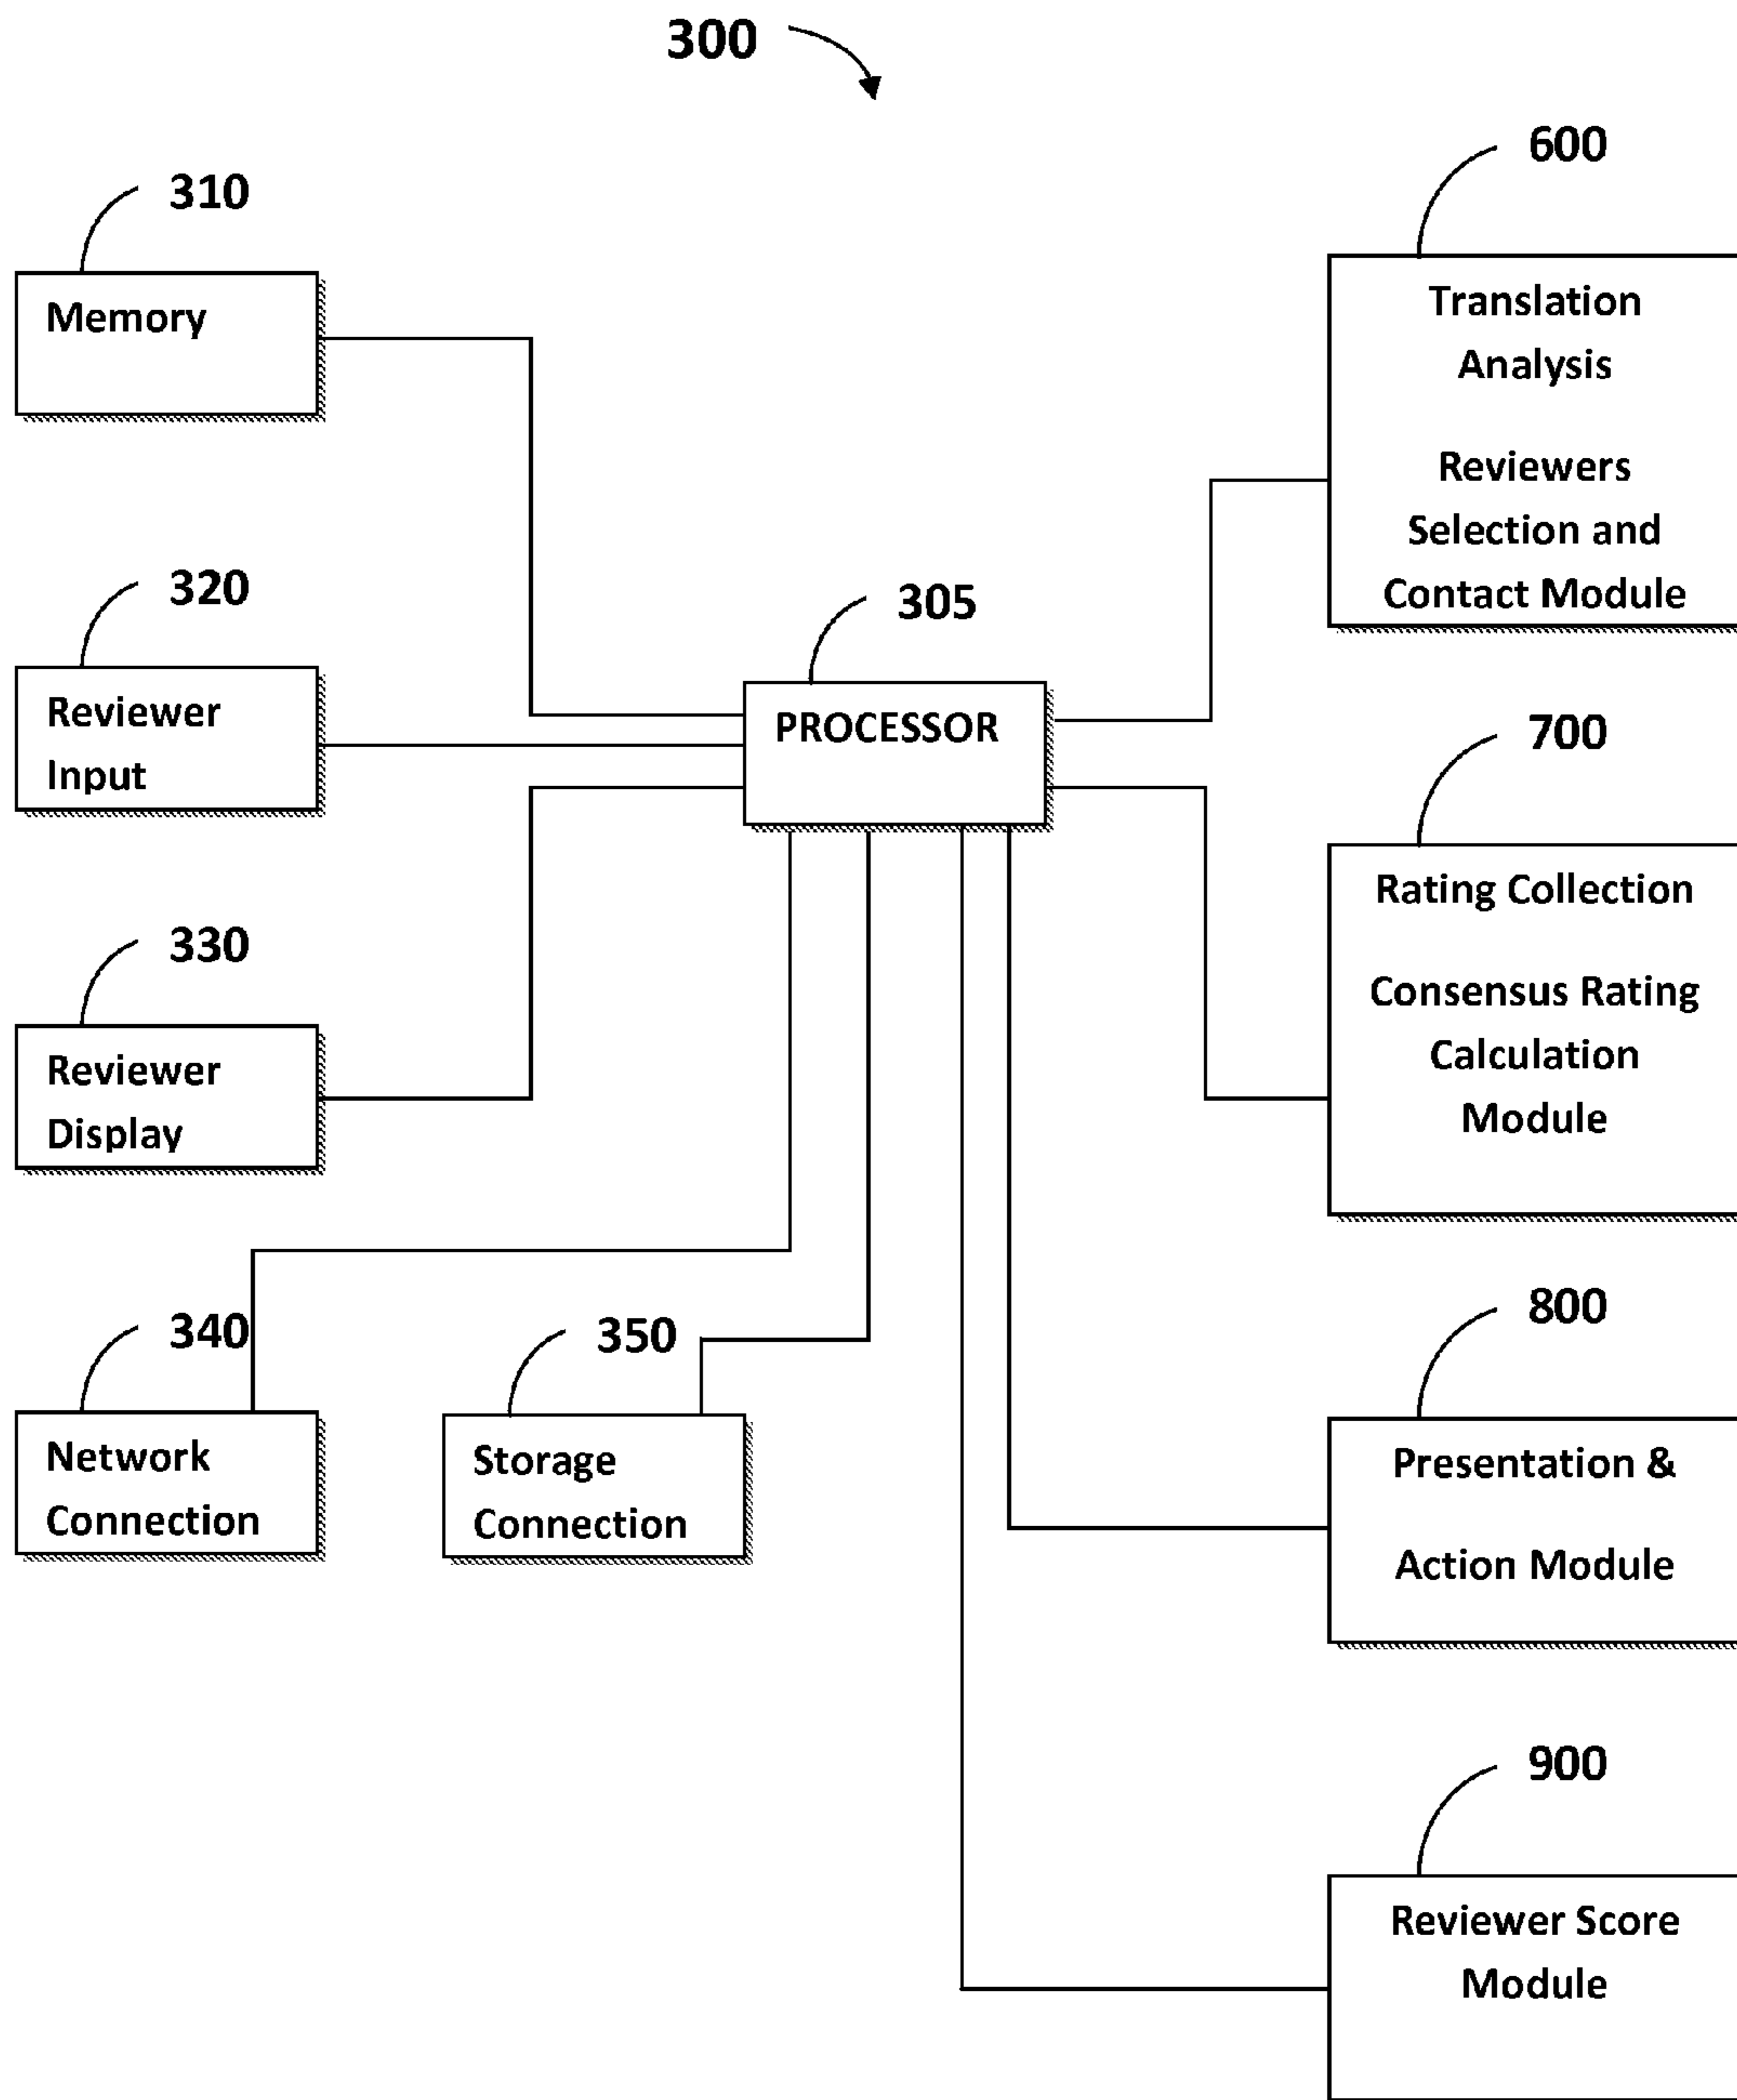 300
600
Translation
Analysis
Reviewers
Selection and
Contact Module
310
Memory
320
Reviewer
Input
305
PROCESSOR
700
Rating Collection
Consensus Rating
Calculation
Module
330
Reviewer
Display
340
Network
Connection
350
Storage
Connection
800
Presentation &
Action Module
900
Reviewer Score
Module